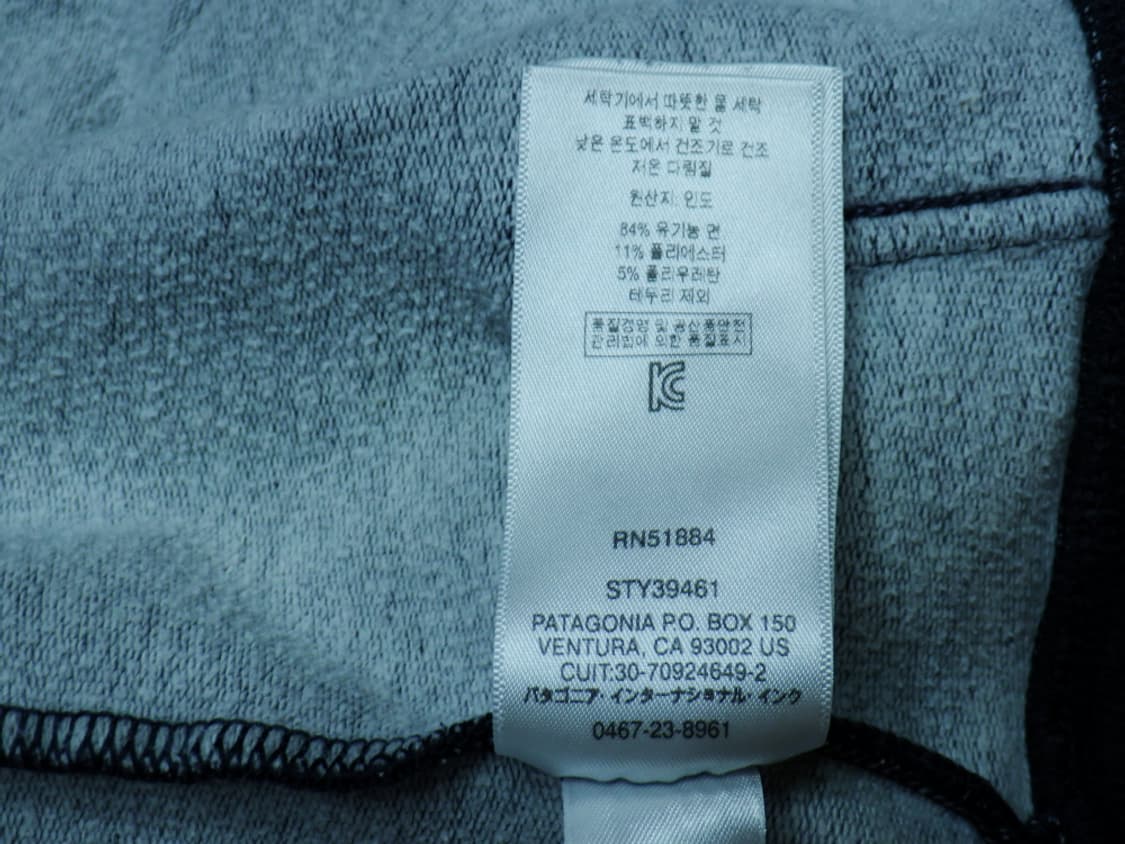 세탁기에서 따뜻한 물 세탁
표백하지 말 것
낮은 온도에서 건조기로 건조
저온 다림질
원산지: 인도
84% 유기농 면
11% 폴리에스터
5% 폴리우레탄
테두리 제외
품질경영 및 공산품안전
관리법에 의한 품질표시
RN51884
STY39461
PATAGONIA P.O. BOX 150
VENTURA, CA 93002 US
CUIT:30-70924649-2
パタゴニア・インターナショナル・インク
0467-23-8961